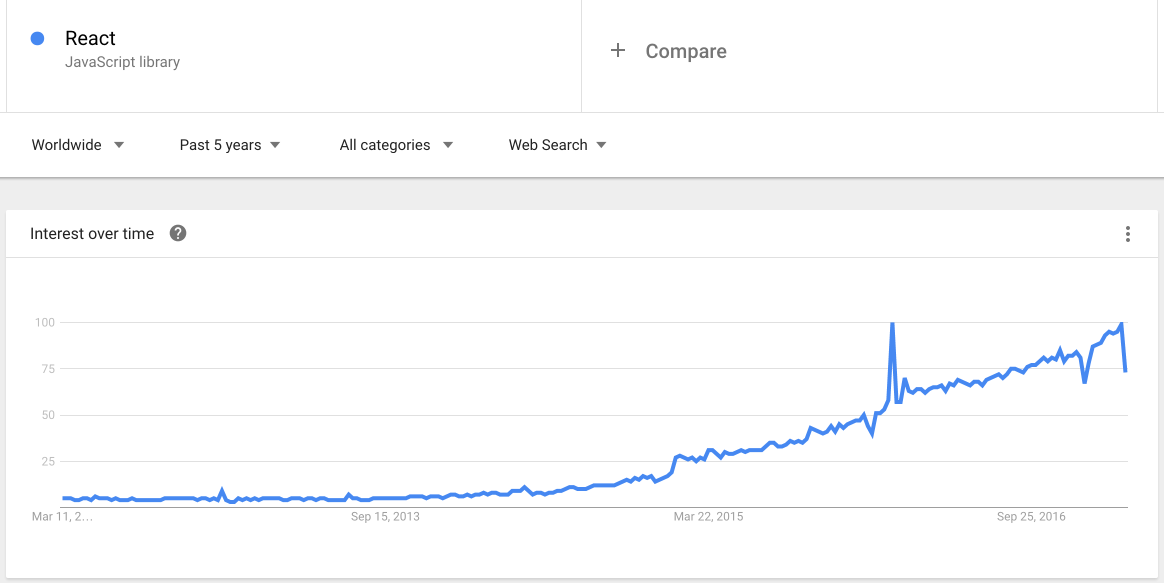 React
JavaScript library
+ Compare
Worldwide Past 5 years All categories Web Search
Interest over time ?
100
75
50
25
Mar 11, 2… Sep 15, 2013 Mar 22, 2015 Sep 25, 2016